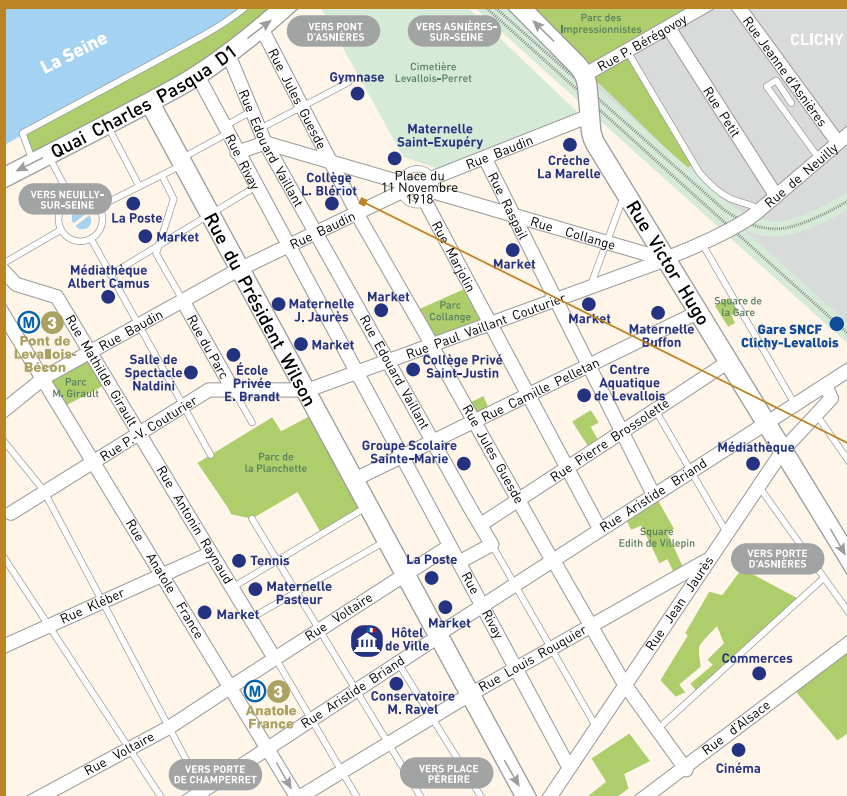 La Seine
VERS PONT
D'ASNIÈRES
VERS ASNIÈRES-
SUR-SEINE
Parc des
Impressionnistes
CLICHY
Rue P. Bérégovoy
Rue Jeanne d'Asnières
Rue Petit
Rue de Neuilly
Quai Charles Pasqua D1
Rue Jules Guesde
Rue Edouard Vaillant
Rue Rivay
Gymnase
Cimetière
Levallois-Perret
Maternelle
Saint-Exupéry
Rue Baudin
Crèche
La Marelle
Collège
L. Blériot
Place du
11 Novembre
1918
VERS NEUILLY-
SUR-SEINE
La Poste
Market
Rue du Président Wilson
Rue Baudin
Rue Marjolin
Rue Raspail
Rue Collange
Rue Victor Hugo
Market
Médiathèque
Albert Camus
M 3
Pont de
Levallois-
Bécon
Rue Mathilde Girault
Rue Baudin
Rue du Parc
Maternelle
J. Jaurès
Market
Market
Parc
Collange
Rue Paul Vaillant Couturier
Market
Maternelle
Buffon
Square de
la Gare
Gare SNCF
Clichy-Levallois
Parc
M. Girault
Salle de
Spectacle
Naldini
École
Privée
E. Brandt
Rue Edouard Vaillant
Collège Privé
Saint-Justin
Rue Camille Pelletan
Centre
Aquatique
de Levallois
Rue P.-V. Couturier
Parc de
la Planchette
Groupe Scolaire
Sainte-Marie
Rue Jules Guesde
Rue Pierre Brossolette
Rue Aristide Briand
Médiathèque
Rue Antonin Raynaud
Rue Anatole France
Square
Edith de Villepin
VERS PORTE
D'ASNIÈRES
Tennis
Maternelle
Pasteur
Market
Rue Kléber
Rue Voltaire
La Poste
Market
Rue Rivay
Hôtel
de Ville
Rue Jean Jaurès
Rue Louis Rouquier
Commerces
M 3
Anatole
France
Rue Aristide Briand
Conservatoire
M. Ravel
Rue Voltaire
Rue d'Alsace
Cinéma
VERS PORTE
DE CHAMPERRET
VERS PLACE
PÉREIRE